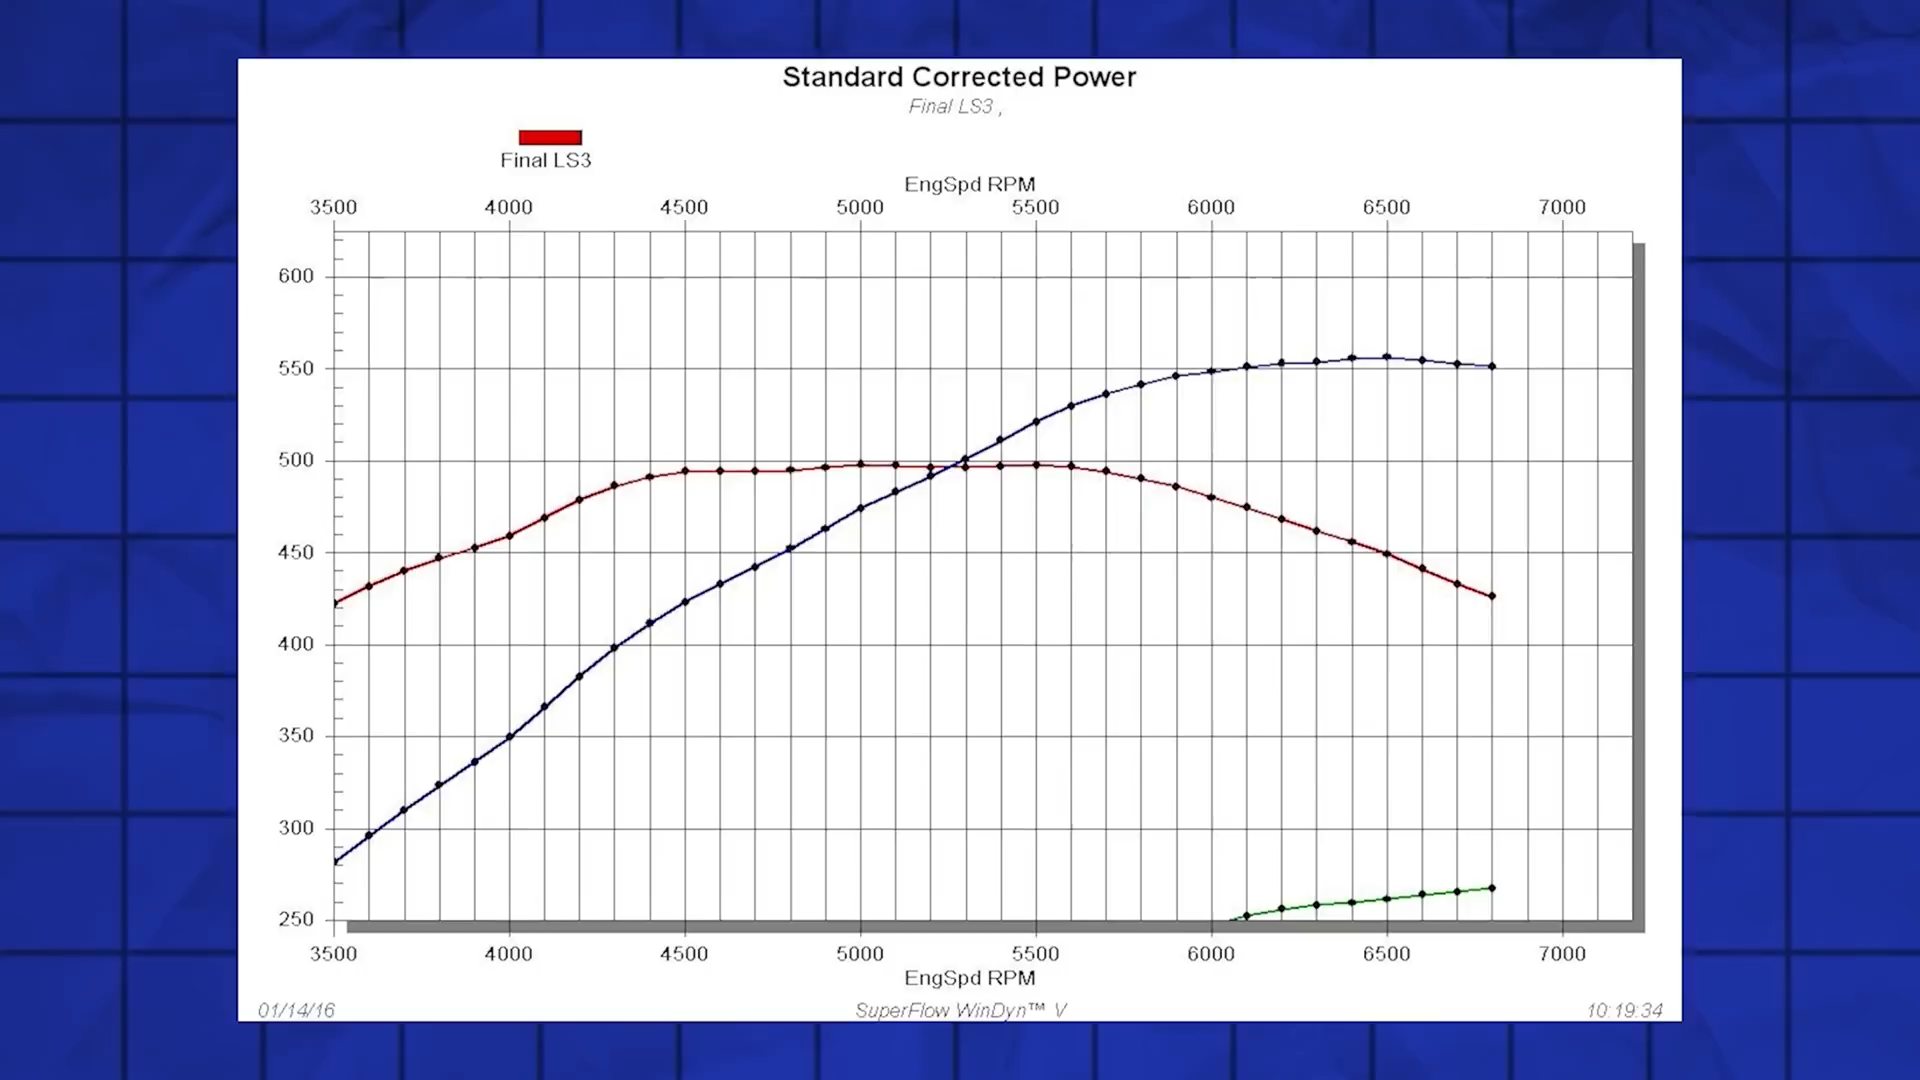 Standard Corrected Power
Final LS3 ,
Final LS3
EngSpd RPM
3500 4000 4500 5000 5500 6000 6500 7000
600
550
500
450
400
350
300
250
3500 4000 4500 5000 5500 6000 6500 7000
EngSpd RPM
01/14/16 SuperFlow WinDyn™ V 10:19:34